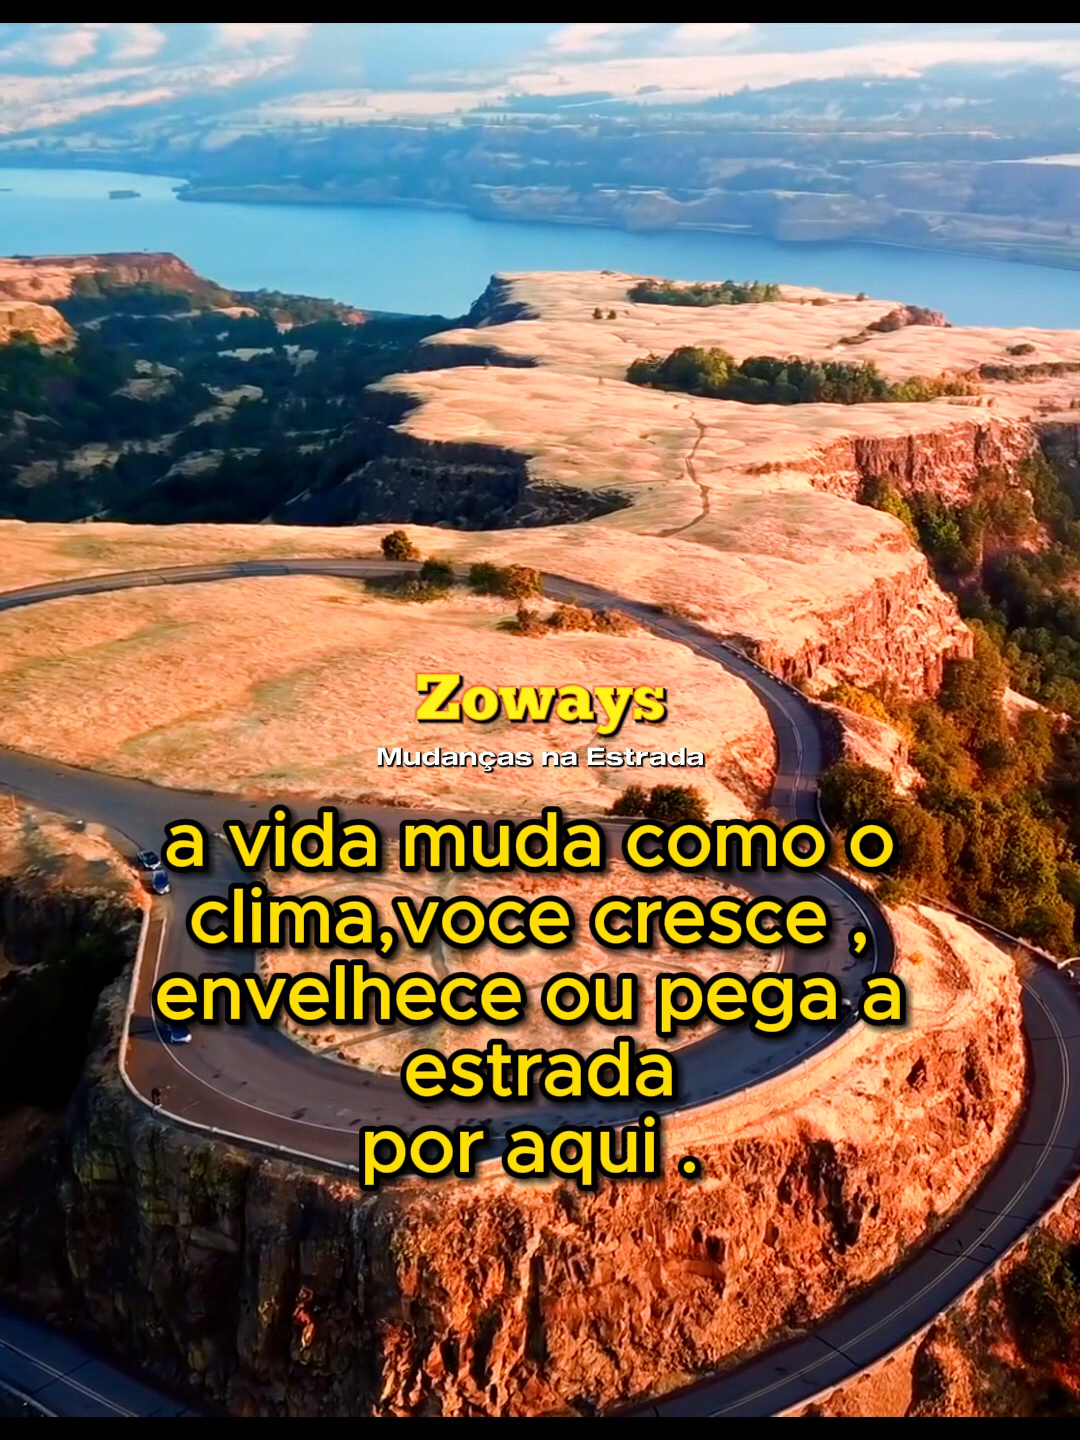 Zoways
Mudanças na Estrada
a vida muda como o
clima,voce cresce ,
envelhece ou pega a
estrada
por aqui .